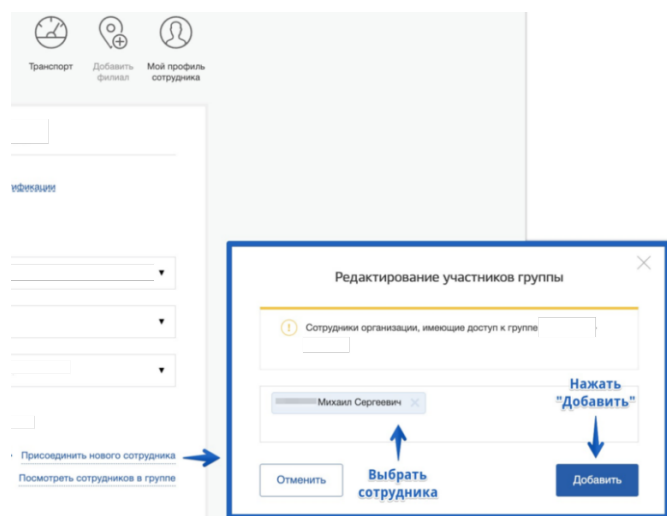 Транспорт
Добавить
филиал
Мой профиль
сотрудника
ификации
Редактирование участников группы
Сотрудники организации, имеющие доступ к группе
Михаил Сергеевич
Нажать
"Добавить"
Присоединить нового сотрудника
Посмотреть сотрудников в группе
Отменить
Выбрать
сотрудника
Добавить